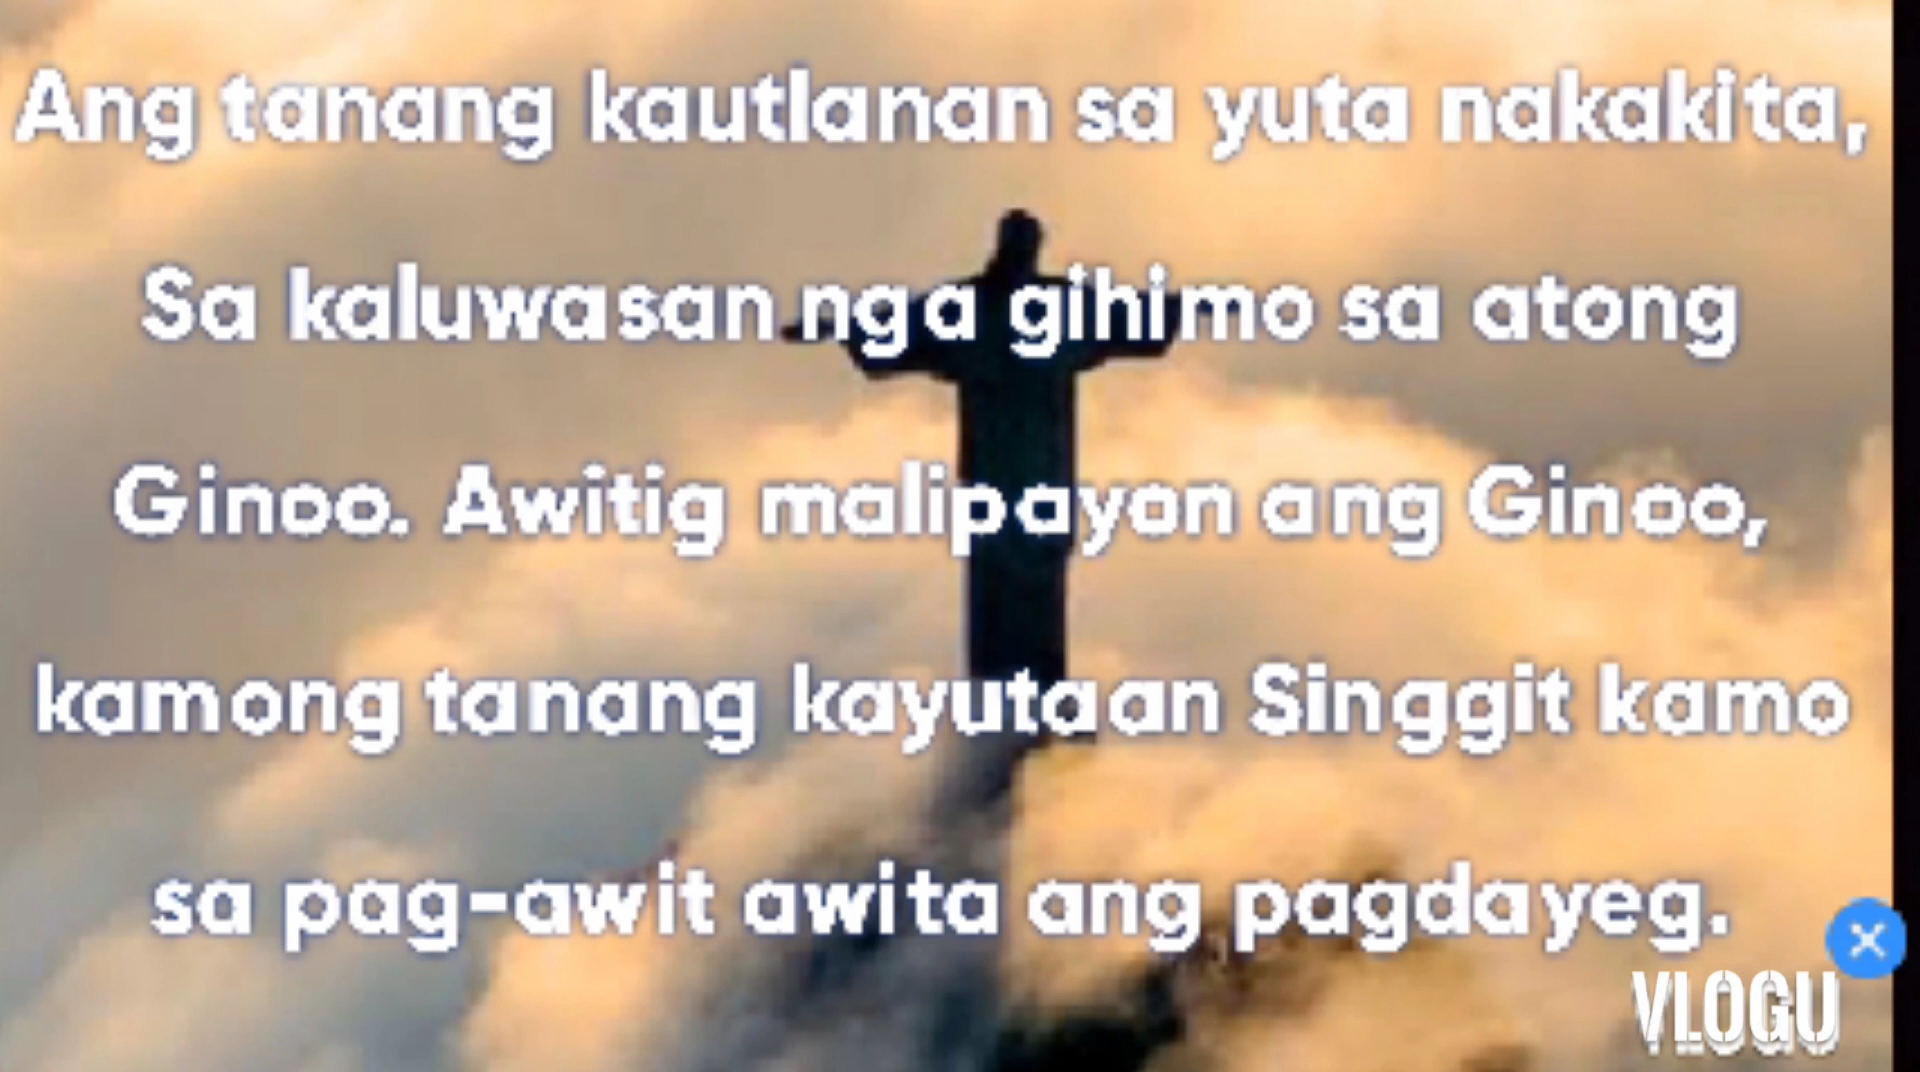 Ang tanang kautlanan sa yuta nakakita,
Sa kaluwasan nga gihimo sa atong
Ginoo. Awitig malipayon ang Ginoo,
kamong tanang kayutaan Singgit kamo
sa pag-awit awita ang pagdayeg.
VLOGU